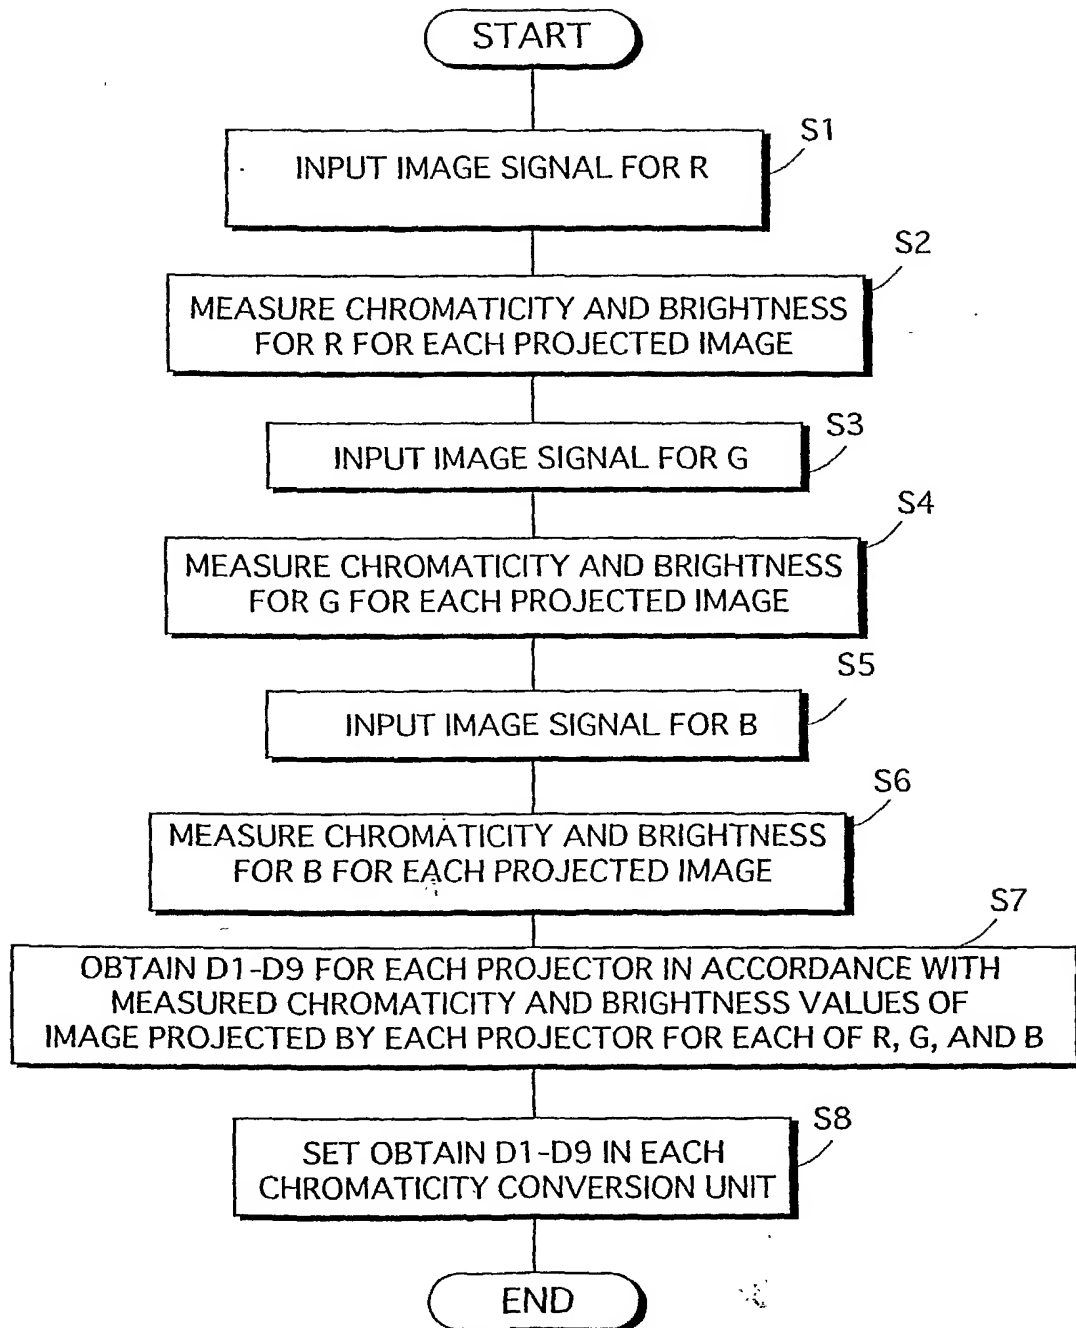 START
S1
INPUT IMAGE SIGNAL FOR R
S2
MEASURE CHROMATICITY AND BRIGHTNESS
FOR R FOR EACH PROJECTED IMAGE
S3
INPUT IMAGE SIGNAL FOR G
S4
MEASURE CHROMATICITY AND BRIGHTNESS
FOR G FOR EACH PROJECTED IMAGE
S5
INPUT IMAGE SIGNAL FOR B
S6
MEASURE CHROMATICITY AND BRIGHTNESS
FOR B FOR EACH PROJECTED IMAGE
S7
OBTAIN D1-D9 FOR EACH PROJECTOR IN ACCORDANCE WITH
MEASURED CHROMATICITY AND BRIGHTNESS VALUES OF
IMAGE PROJECTED BY EACH PROJECTOR FOR EACH OF R, G, AND B
S8
SET OBTAIN D1-D9 IN EACH
CHROMATICITY CONVERSION UNIT
END